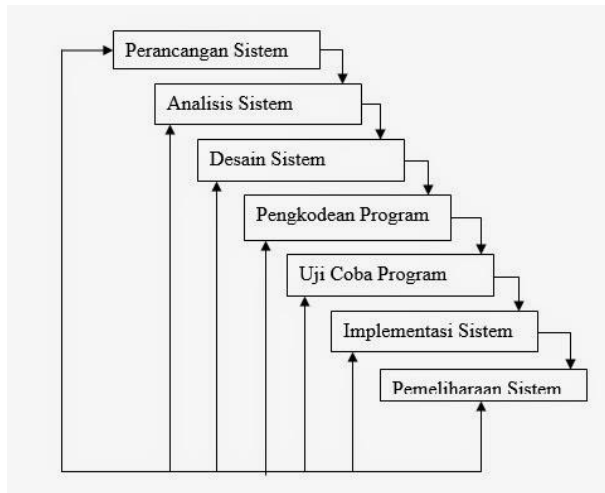 Perancangan Sistem
Analisis Sistem
Desain Sistem
Pengkodean Program
Uji Coba Program
Implementasi Sistem
Pemeliharaan Sistem